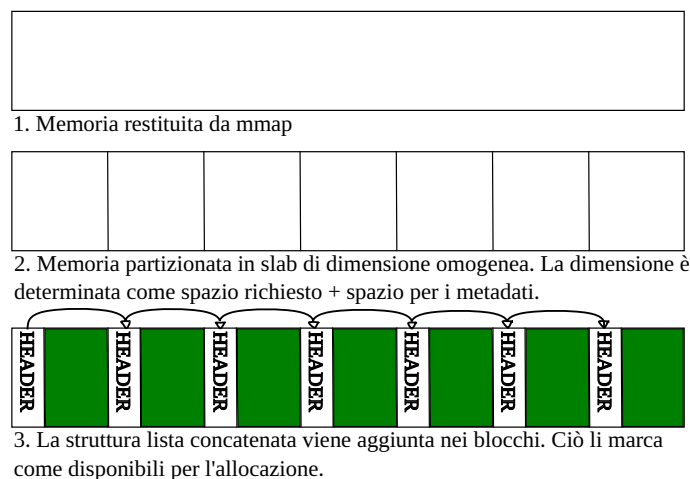 1. Memoria restituita da mmap
2. Memoria partizionata in slab di dimensione omogenea. La dimensione è
determinata come spazio richiesto + spazio per i metadati.
HEADER
HEADER
HEADER
HEADER
HEADER
HEADER
HEADER
3. La struttura lista concatenata viene aggiunta nei blocchi. Ciò li marca
come disponibili per l'allocazione.